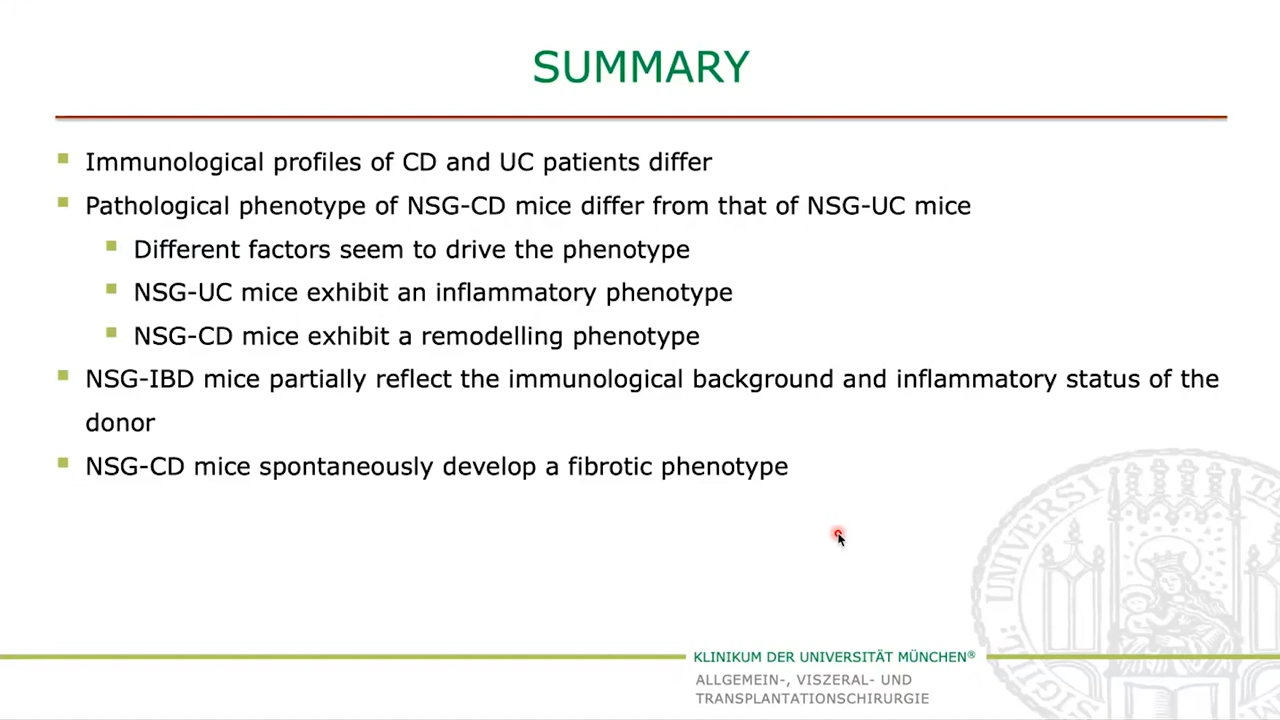 SUMMARY
Immunological profiles of CD and UC patients differ
Pathological phenotype of NSG-CD mice differ from that of NSG-UC mice
Different factors seem to drive the phenotype
NSG-UC mice exhibit an inflammatory phenotype
NSG-CD mice exhibit a remodelling phenotype
NSG-IBD mice partially reflect the immunological background and inflammatory status of the
donor
NSG-CD mice spontaneously develop a fibrotic phenotype
KLINIKUM DER UNIVERSITÄT MÜNCHEN®
ALLGEMEIN-, VISZERAL- UND
TRANSPLANTATIONSCHIRURGIE